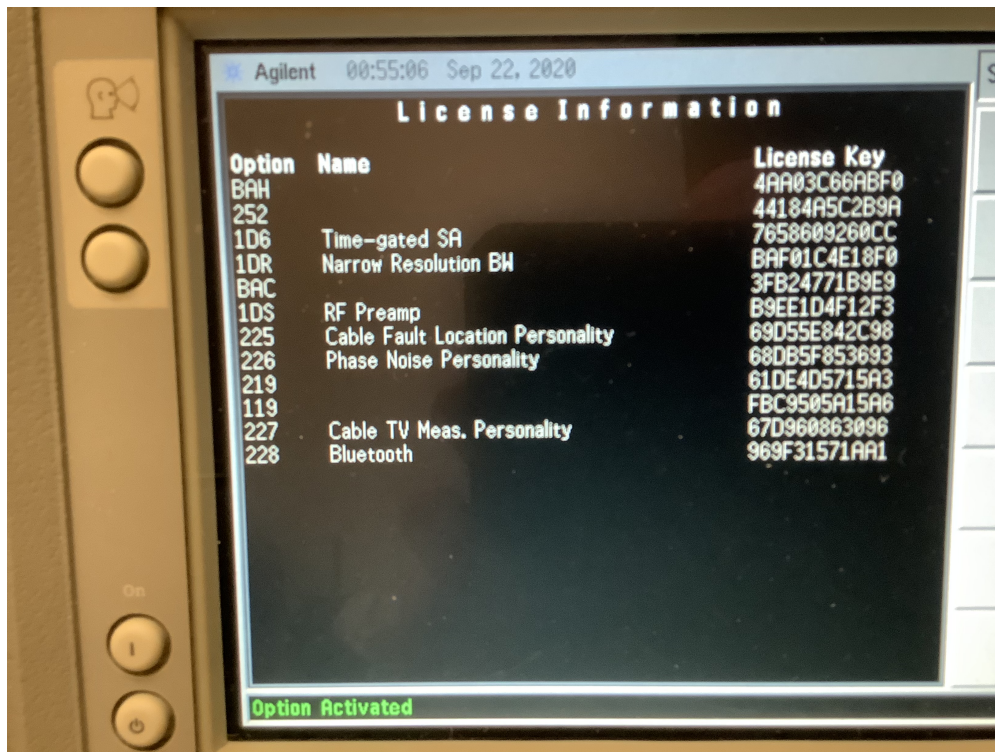 Agilent 00:55:06 Sep 22, 2020
License Information
Option Name License Key
BAH 4AA03C66ABF0
252 44184A5C2B9A
1D6 Time-gated SA 7658609260CC
1DR Narrow Resolution BW BAF01C4E18F0
BAC 3FB24771B9E9
1DS RF Preamp B9EE1D4F12F3
225 Cable Fault Location Personality 69D55E842C98
226 Phase Noise Personality 68DB5F853693
219 61DE4D5715A3
119 FBC9505A15A6
227 Cable TV Meas. Personality 67D960863096
228 Bluetooth 969F31571AA1
On
Option Activated